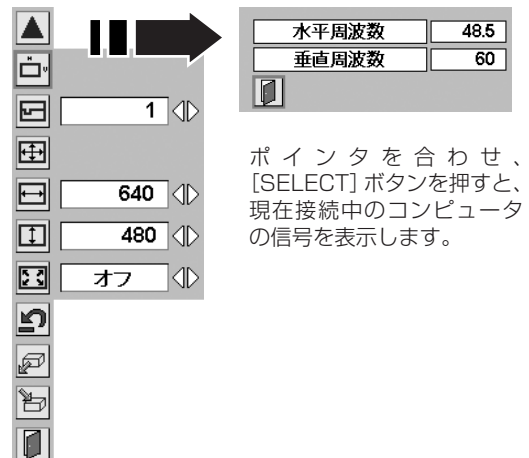 H
V
1
640
480
オフ
水平周波数 48.5
垂直周波数 60
ポインタを合わせ、
[SELECT] ボタンを押すと、
現在接続中のコンピュータ
の信号を表示します。